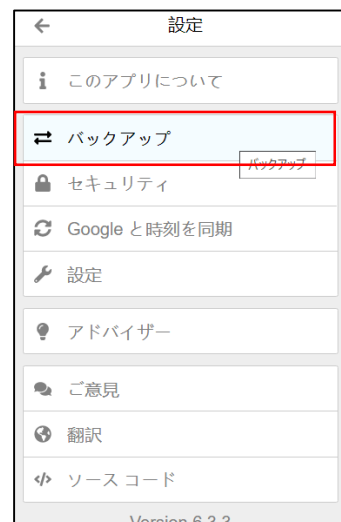 設定
このアプリについて
バックアップ
バックアップ
セキュリティ
Google と時刻を同期
設定
アドバイザー
ご意見
翻訳
ソース コード
Version 6.3.3